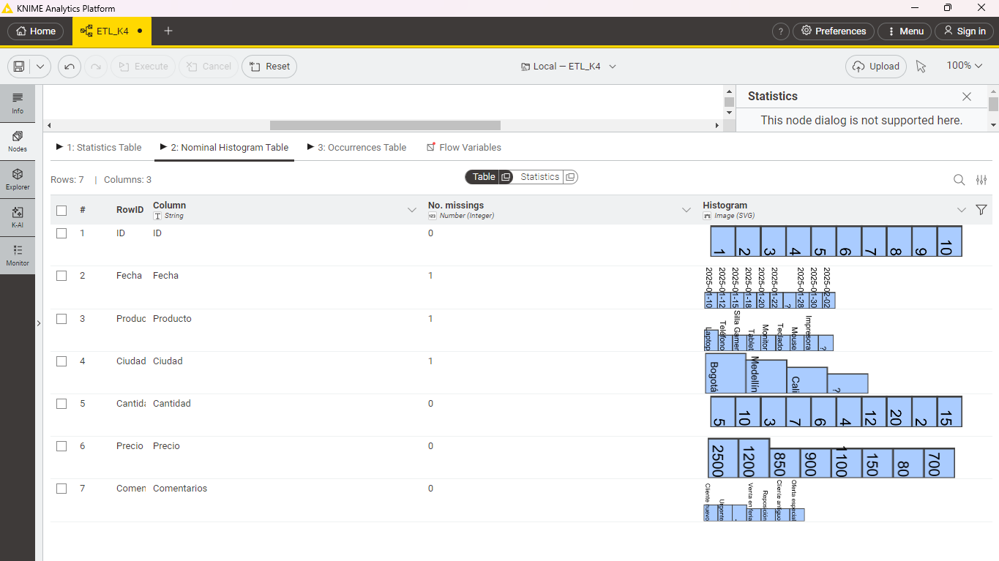 KNIME Analytics Platform
Home
ETL_K4
?
Preferences
Menu
Sign in
Execute
Cancel
Reset
Local — ETL_K4
Upload
100%
Info
Nodes
Explorer
K-AI
Monitor
Statistics
This node dialog is not supported here.
1: Statistics Table
2: Nominal Histogram Table
3: Occurrences Table
Flow Variables
Rows: 7 | Columns: 3
Table
Statistics
# RowID Column No. missings Histogram
T String Number (Integer) Image (SVG)
1 ID ID 0
1 2 3 4 5 6 7 8 9 10
2 Fecha Fecha 1
2025-01-10 2025-01-12 2025-01-15 2025-01-18 2025-01-20 2025-01-22 ? 2025-01-28 2025-01-30 2025-02-02
3 Produc Producto 1
Laptop Teléfono Silla Gamer Tablet Monitor Teclado Mouse Impresora ?
4 Ciudad Ciudad 1
Bogotá Medellín Cali ?
5 Cantida Cantidad 0
5 10 3 7 6 4 12 20 2 15
6 Precio Precio 0
2500 1200 850 900 1100 150 80 700
7 Comen Comentarios 0
Cliente nuevo Urgente - Venta en feria Reposición Cliente antiguo Oferta especial